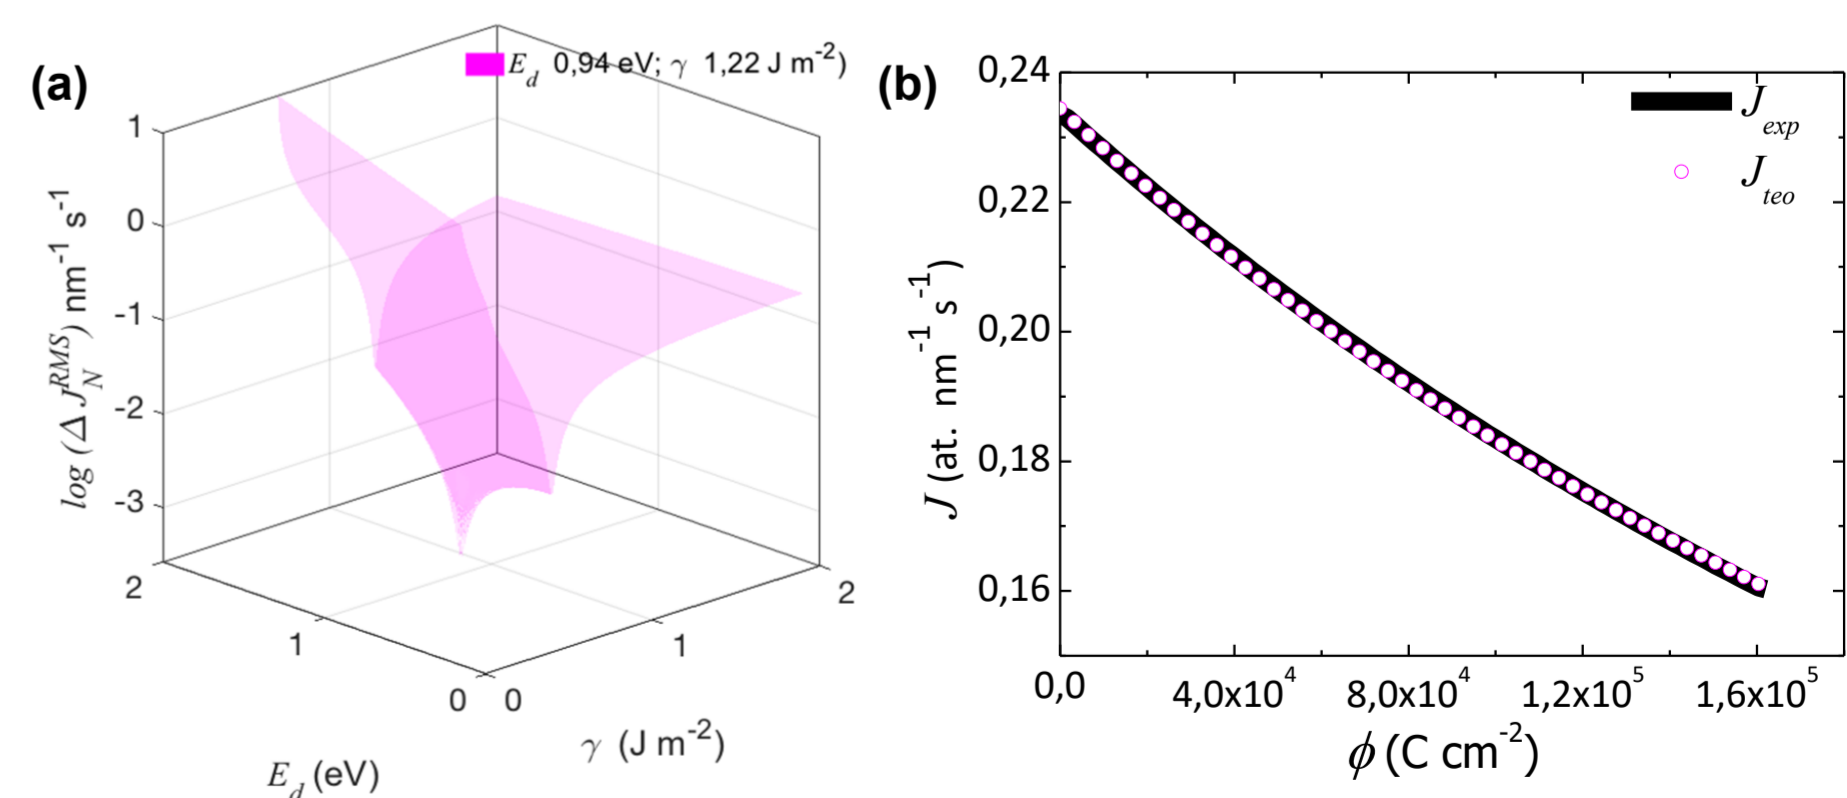 (a)
E_d 0,94 eV; γ 1,22 J m^-2)
log (Δ J_N^RMS) nm^-1 s^-1
1
0
-1
-2
-3
2
1
0
E_d (eV)
0
1
2
γ (J m^-2)
(b)
J_exp
J_teo
J (at. nm^-1 s^-1)
0,24
0,22
0,20
0,18
0,16
0,0
4,0x10^4
8,0x10^4
1,2x10^5
1,6x10^5
ϕ (C cm^-2)